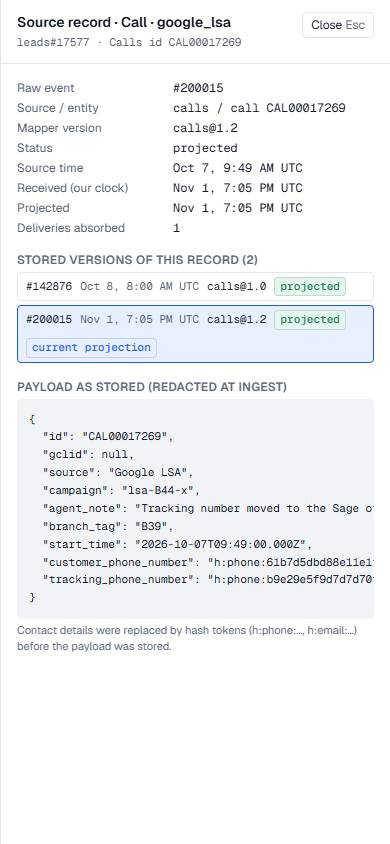 Source record · Call · google_lsa
Close Esc
leads#17577 · Calls id CAL00017269
Raw event #200015
Source / entity calls / call CAL00017269
Mapper version calls@1.2
Status projected
Source time Oct 7, 9:49 AM UTC
Received (our clock) Nov 1, 7:05 PM UTC
Projected Nov 1, 7:05 PM UTC
Deliveries absorbed 1
STORED VERSIONS OF THIS RECORD (2)
#142876 Oct 8, 8:00 AM UTC calls@1.0 projected
#200015 Nov 1, 7:05 PM UTC calls@1.2 projected
current projection
PAYLOAD AS STORED (REDACTED AT INGEST)
{
"id": "CAL00017269",
"gclid": null,
"source": "Google LSA",
"campaign": "lsa-B44-x",
"agent_note": "Tracking number moved to the Sage
"branch_tag": "B39",
"start_time": "2026-10-07T09:49:00.000Z",
"customer_phone_number": "h:phone:61b7d5dbd88e11e1
"tracking_phone_number": "h:phone:b9e29e5f9d7d7d70
}
Contact details were replaced by hash tokens (h:phone:…, h:email:…)
before the payload was stored.